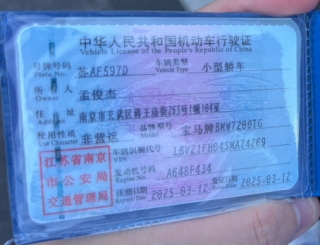 中华人民共和国机动车行驶证
Vehicle License of the People's Republic of China
号牌号码 苏AF597D 车辆类型 小型轿车
Plate No. Vehicle Type
所有人 孟俊杰
Owner
住址 南京市玄武区
Address
使用性质 非营运 品牌型号 宝马牌BMW7200TG
Use Character Model
江苏省南京
市公安局
交通管理局
车辆识别代号
VIN
发动机号码 A648F434
Engine No.
注册日期 2025-03-12 发证日期 2025-03-12
Register Date Issue Date